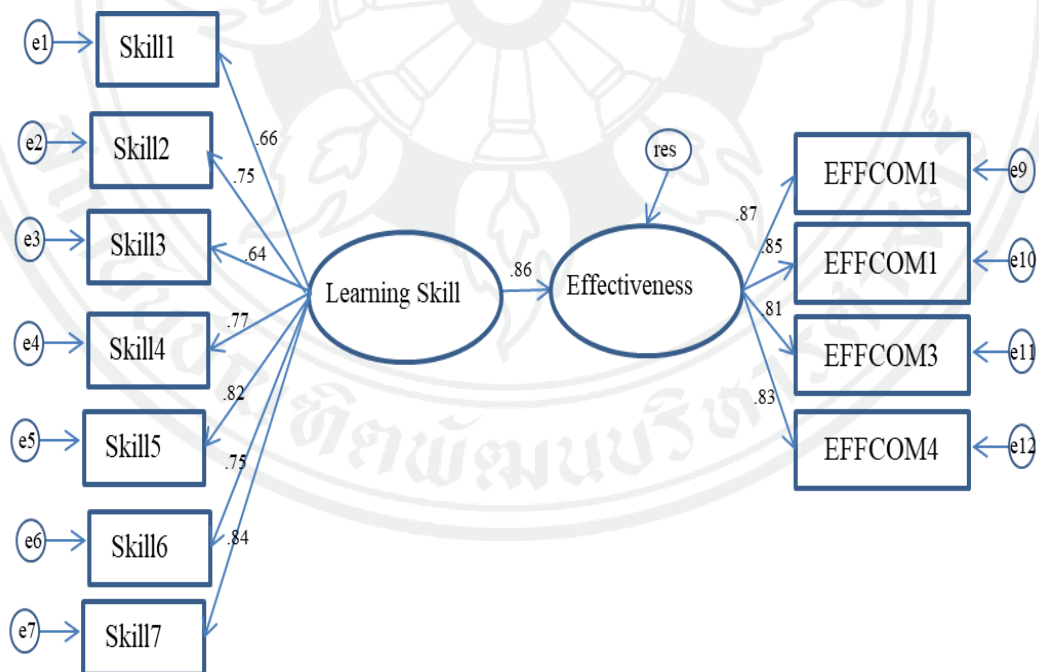 e1
Skill1
e2
Skill2
e3
Skill3
e4
Skill4
e5
Skill5
e6
Skill6
e7
Skill7
.66
.75
.64
.77
.82
.75
.84
Learning Skill
.86
res
Effectiveness
.87
.85
.81
.83
EFFCOM1
e9
EFFCOM1
e10
EFFCOM3
e11
EFFCOM4
e12